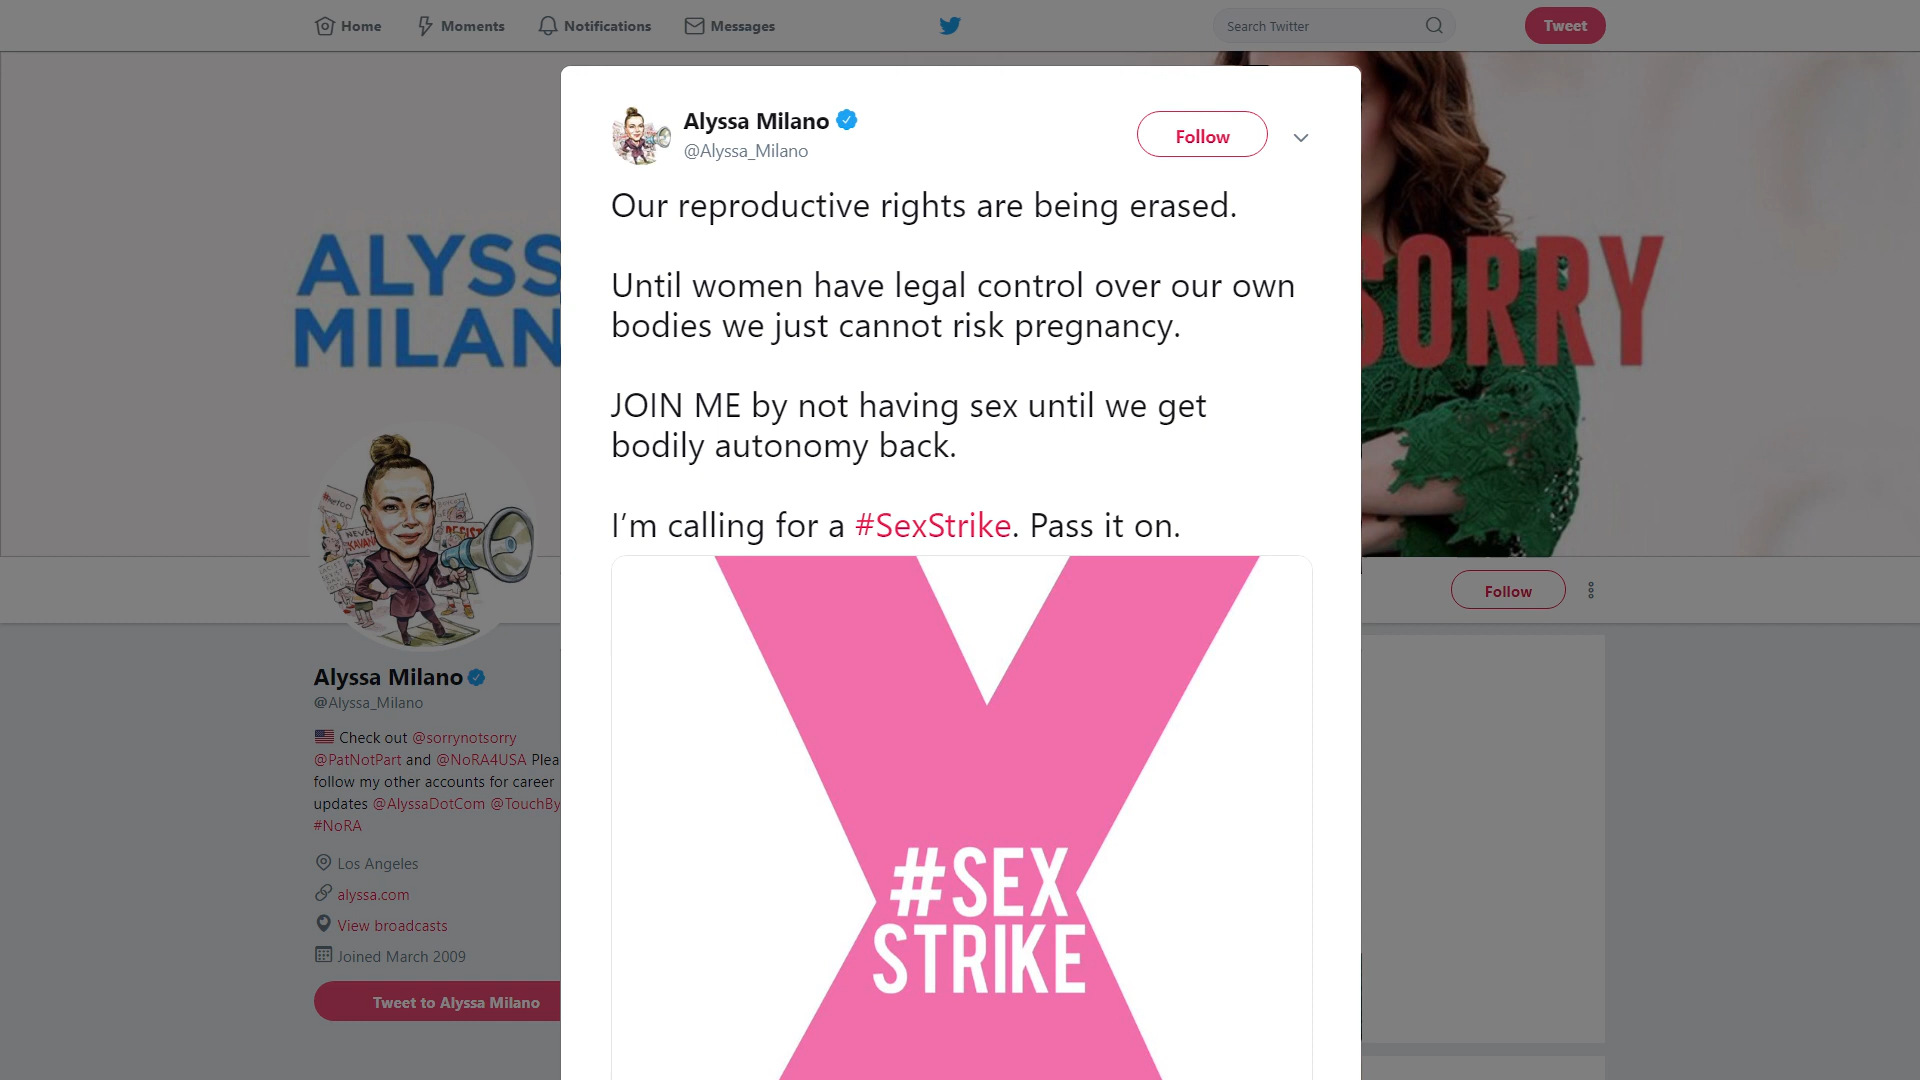 Home
Moments
Notifications
Messages
Search Twitter
Tweet
ALYSS
MILAN
SORRY
Alyssa Milano
@Alyssa_Milano
Follow
Our reproductive rights are being erased.
Until women have legal control over our own
bodies we just cannot risk pregnancy.
JOIN ME by not having sex until we get
bodily autonomy back.
I’m calling for a #SexStrike. Pass it on.
#SEX
STRIKE
Follow
Alyssa Milano
@Alyssa_Milano
Check out @sorrynotsorry
@PatNotPart and @NoRA4USA Plea
follow my other accounts for career
updates @AlyssaDotCom @TouchBy
#NoRA
Los Angeles
alyssa.com
View broadcasts
Joined March 2009
Tweet to Alyssa Milano